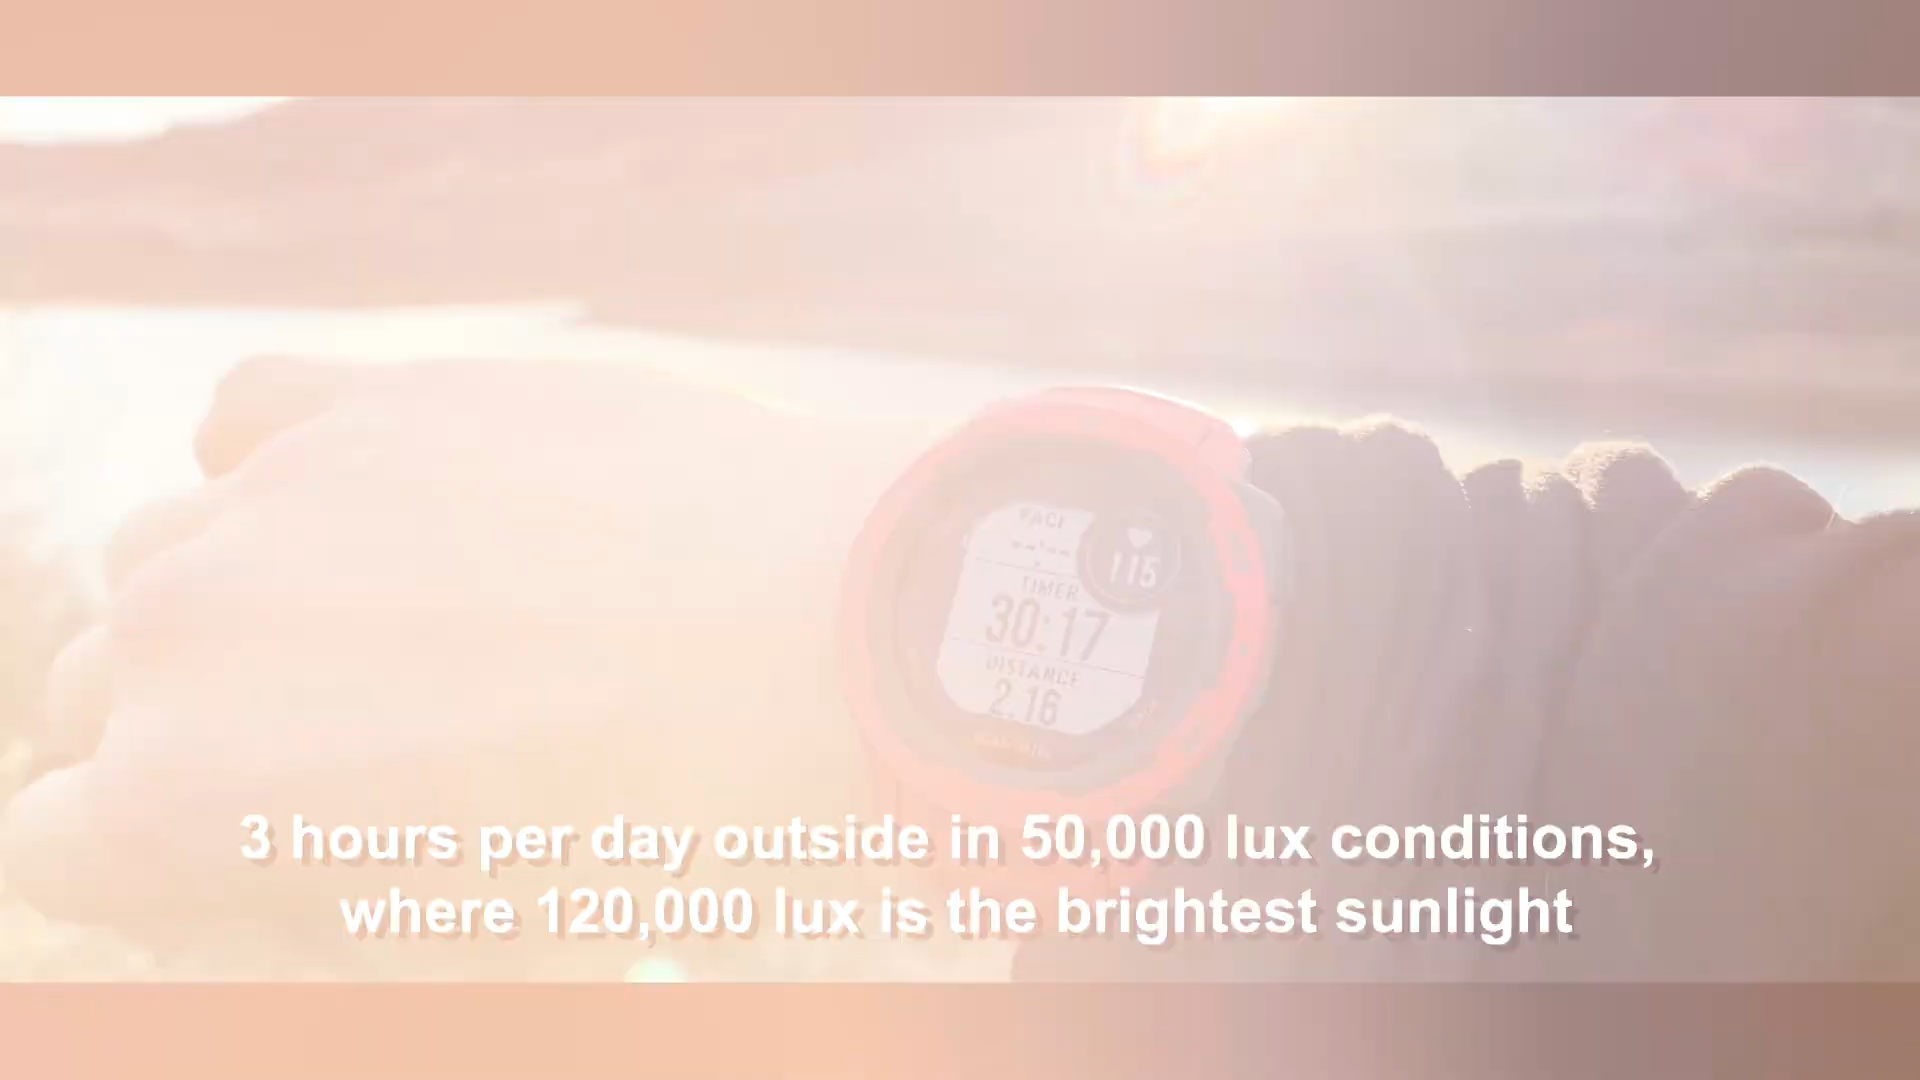 115
TIMER
30:17
DISTANCE
2.16
3 hours per day outside in 50,000 lux conditions,
where 120,000 lux is the brightest sunlight